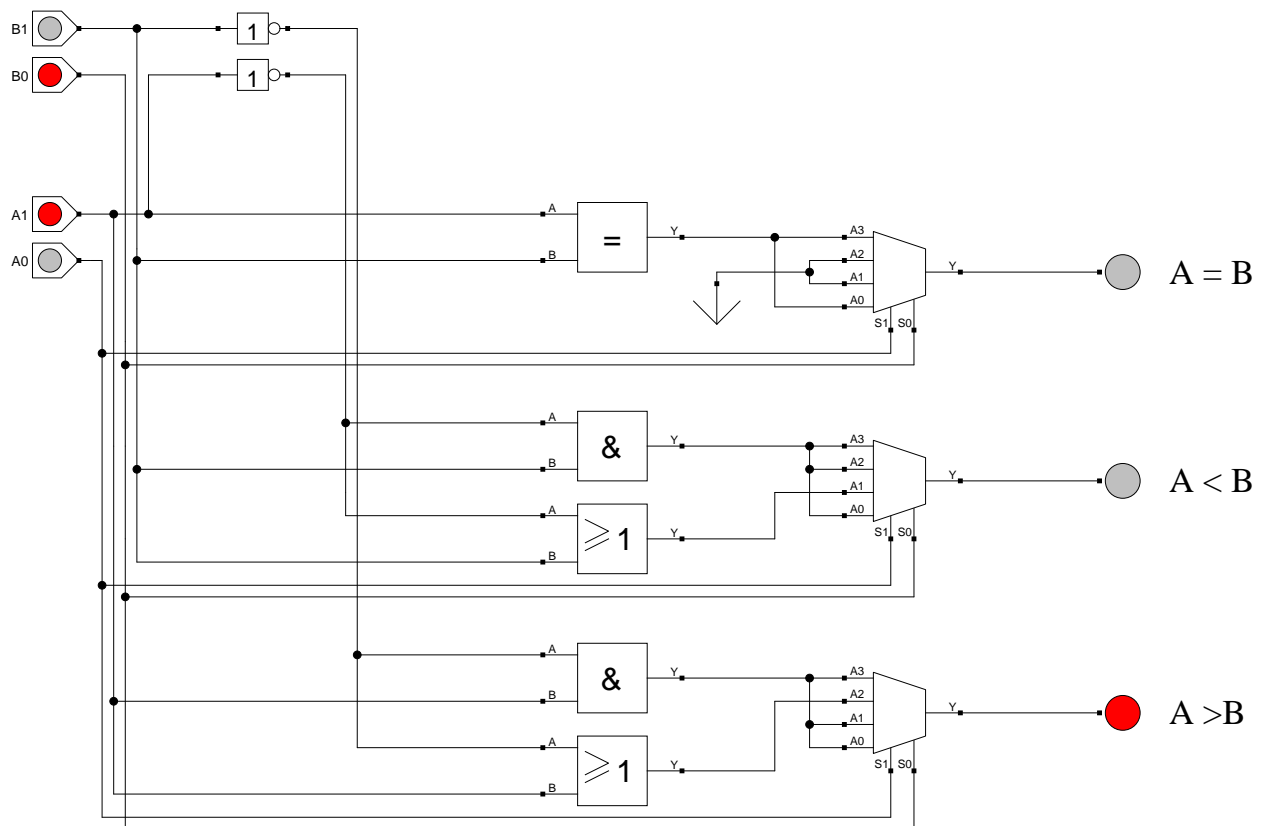 B1 1
B0 1
A1 A Y A3
= A2
A0 B A1 A = B
A0 Y
S1 S0
A Y A3
& A2
B A1 Y A < B
A A0
≥ 1 Y S1 S0
B
A Y A3
& A2
B A1 Y A >B
A A0
≥ 1 Y S1 S0
B